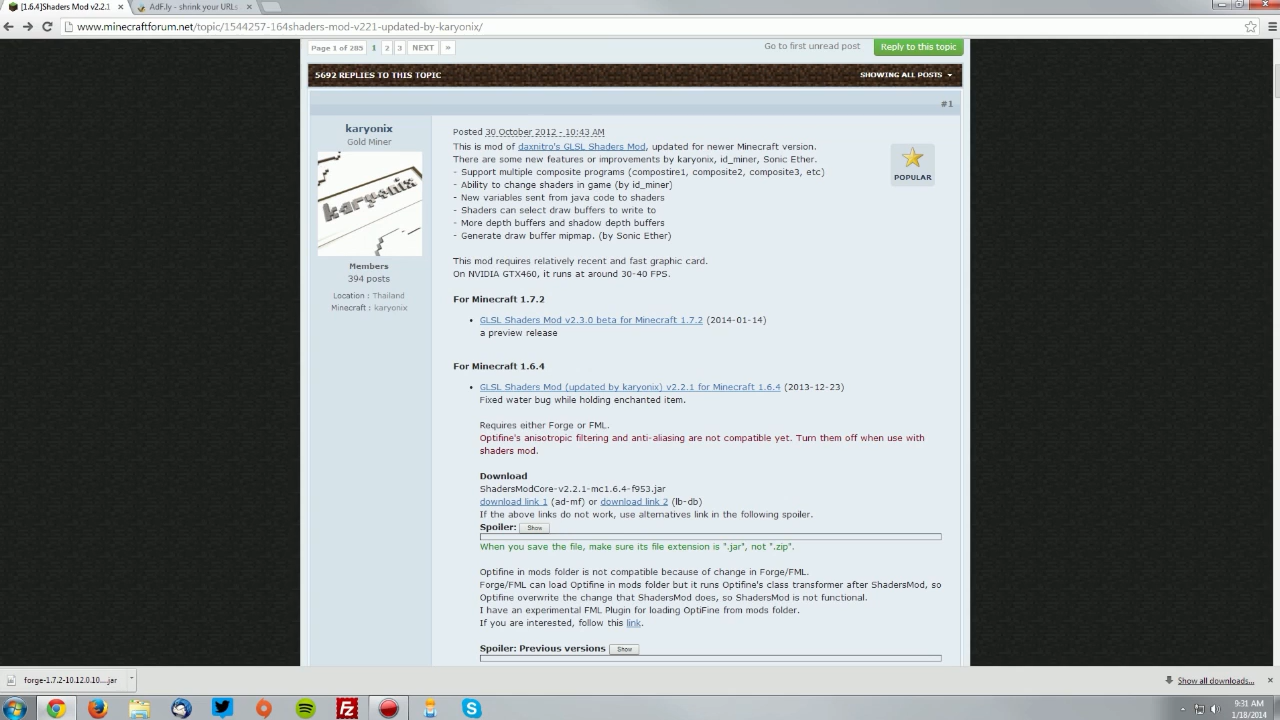 [1.6.4]Shaders Mod v2.2.1
AdF.ly - shrink your URLs
www.minecraftforum.net/topic/1544257-164shaders-mod-v221-updated-by-karyonix/
Page 1 of 285 1 2 3 NEXT »
Go to first unread post
Reply to this topic
5692 REPLIES TO THIS TOPIC
SHOWING ALL POSTS
#1
karyonix
Gold Miner
karyonix
Members
394 posts
Location : Thailand
Minecraft : karyonix
Posted 30 October 2012 - 10:43 AM
This is mod of daxnitro's GLSL Shaders Mod, updated for newer Minecraft version.
There are some new features or improvements by karyonix, id_miner, Sonic Ether.
- Support multiple composite programs (compostire1, composite2, composite3, etc)
- Ability to change shaders in game (by id_miner)
- New variables sent from java code to shaders
- Shaders can select draw buffers to write to
- More depth buffers and shadow depth buffers
- Generate draw buffer mipmap. (by Sonic Ether)
POPULAR
This mod requires relatively recent and fast graphic card.
On NVIDIA GTX460, it runs at around 30-40 FPS.
For Minecraft 1.7.2
• GLSL Shaders Mod v2.3.0 beta for Minecraft 1.7.2 (2014-01-14)
a preview release
For Minecraft 1.6.4
• GLSL Shaders Mod (updated by karyonix) v2.2.1 for Minecraft 1.6.4 (2013-12-23)
Fixed water bug while holding enchanted item.
Requires either Forge or FML.
Optifine's anisotropic filtering and anti-aliasing are not compatible yet. Turn them off when use with
shaders mod.
Download
ShadersModCore-v2.2.1-mc1.6.4-f953.jar
download link 1 (ad-mf) or download link 2 (lb-db)
If the above links do not work, use alternatives link in the following spoiler.
Spoiler: Show
When you save the file, make sure its file extension is ".jar", not ".zip".
Optifine in mods folder is not compatible because of change in Forge/FML.
Forge/FML can load Optifine in mods folder but it runs Optifine's class transformer after ShadersMod, so
Optifine overwrite the change that ShadersMod does, so ShadersMod is not functional.
I have an experimental FML Plugin for loading OptiFine from mods folder.
If you are interested, follow this link.
Spoiler: Previous versions Show
forge-1.7.2-10.12.0.10....jar
Show all downloads...
9:31 AM
1/18/2014